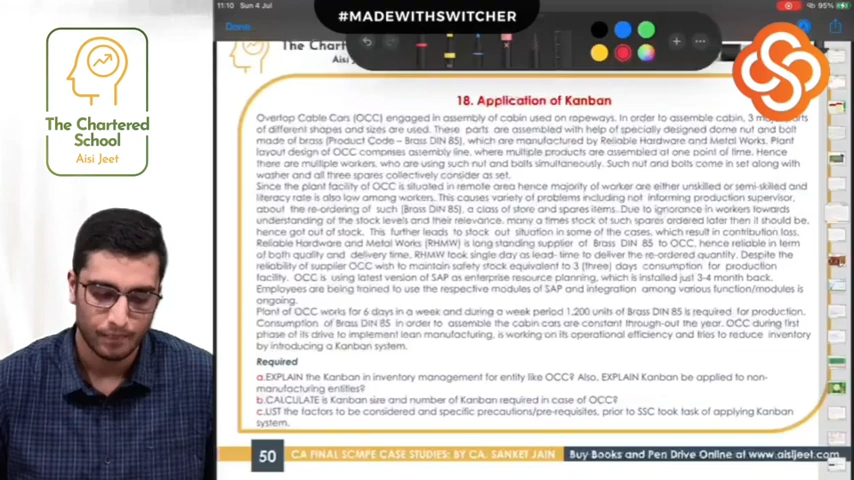 11:10 Sun 4 Jul
#MADEWITHSWITCHER
95%
Done
The Chartered
School
Aisi Jeet
The Chart
Aisi J
18. Application of Kanban
Overtop Cable Cars (OCC) engaged in assembly of cabin used on ropeways. In order to assemble cabin, 3 major parts
of different shapes and sizes are used. These parts are assembled with help of specially designed dome nut and bolt
made of brass (Product Code – Brass DIN 85), which are manufactured by Reliable Hardware and Metal Works. Plant
layout design of OCC comprises assembly line, where multiple products are assembled at one point of time. Hence
there are multiple workers, who are using such nut and bolts simultaneously. Such nut and bolts come in set along with
washer and all three spares collectively consider as set.
Since the plant facility of OCC is situated in remote area hence majority of worker are either unskilled or semi-skilled and
literacy rate is also low among workers. This causes variety of problems including not informing production supervisor,
about the re-ordering of such (Brass DIN 85), a class of store and spares items. Due to ignorance in workers towards
understanding of the stock levels and their relevance, many a times stock of such spares ordered later then it should be,
hence got out of stock. This further leads to stock out situation in some of the cases, which result in contribution loss.
Reliable Hardware and Metal Works (RHMW) is long standing supplier of Brass DIN 85 to OCC, hence reliable in term
of both quality and delivery time. RHMW took single day as lead- time to deliver the re-ordered quantity. Despite the
reliability of supplier OCC wish to maintain safety stock equivalent to 3 (three) days consumption for production
facility. OCC is using latest version of SAP as enterprise resource planning, which is installed just 3-4 month back.
Employees are being trained to use the respective modules of SAP and integration among various function/modules is
ongoing.
Plant of OCC works for 6 days in a week and during a week period 1,200 units of Brass DIN 85 is required for production.
Consumption of Brass DIN 85 in order to assemble the cabin cars are constant through-out the year. OCC during first
phase of its drive to implement lean manufacturing, is working on its operational efficiency and tries to reduce inventory
by introducing a Kanban system.
Required
a.EXPLAIN the Kanban in inventory management for entity like OCC? Also, EXPLAIN Kanban be applied to non-
manufacturing entities?
b.CALCULATE is Kanban size and number of Kanban required in case of OCC?
c.LIST the factors to be considered and specific precautions/pre-requisites, prior to SSC took task of applying Kanban
system.
50 CA FINAL SCMPE CASE STUDIES: BY CA. SANKET JAIN Buy Books and Pen Drive Online at www.aisijeet.com